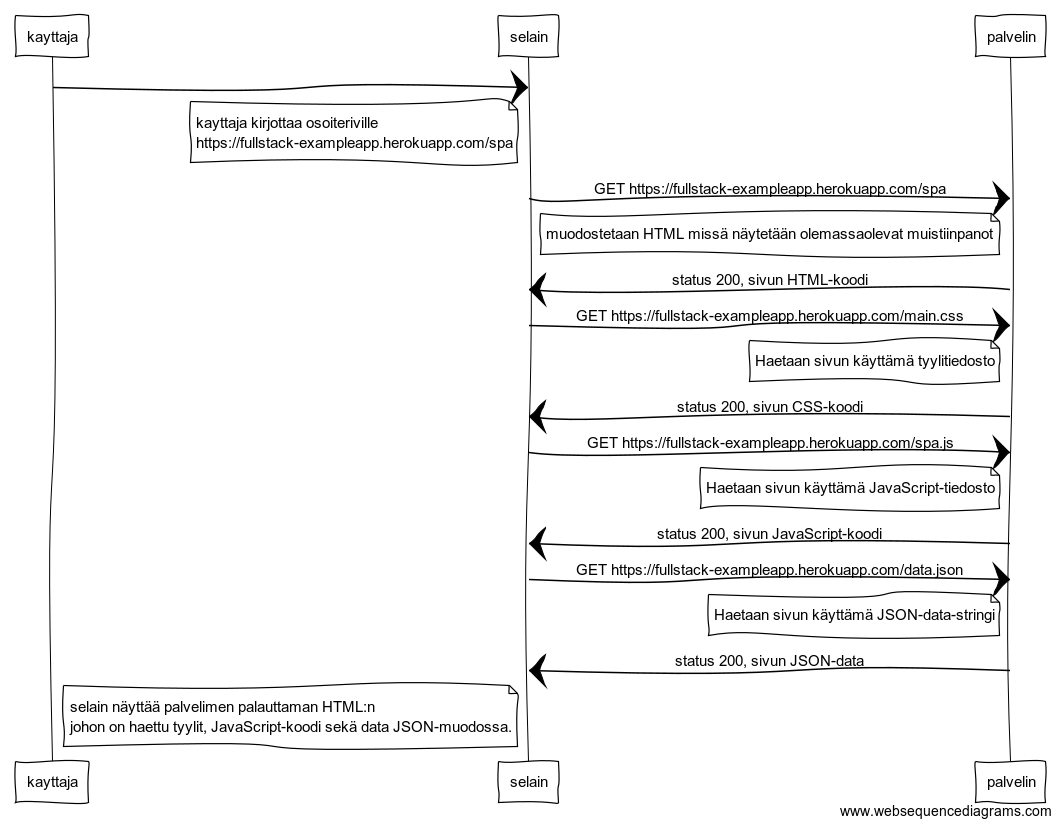 kayttaja
selain
palvelin
kayttaja kirjottaa osoiteriville
https://fullstack-exampleapp.herokuapp.com/spa
GET https://fullstack-exampleapp.herokuapp.com/spa
muodostetaan HTML missä näytetään olemassaolevat muistiinpanot
status 200, sivun HTML-koodi
GET https://fullstack-exampleapp.herokuapp.com/main.css
Haetaan sivun käyttämä tyylitiedosto
status 200, sivun CSS-koodi
GET https://fullstack-exampleapp.herokuapp.com/spa.js
Haetaan sivun käyttämä JavaScript-tiedosto
status 200, sivun JavaScript-koodi
GET https://fullstack-exampleapp.herokuapp.com/data.json
Haetaan sivun käyttämä JSON-data-stringi
status 200, sivun JSON-data
selain näyttää palvelimen palauttaman HTML:n
johon on haettu tyylit, JavaScript-koodi sekä data JSON-muodossa.
kayttaja
selain
palvelin
www.websequencediagrams.com